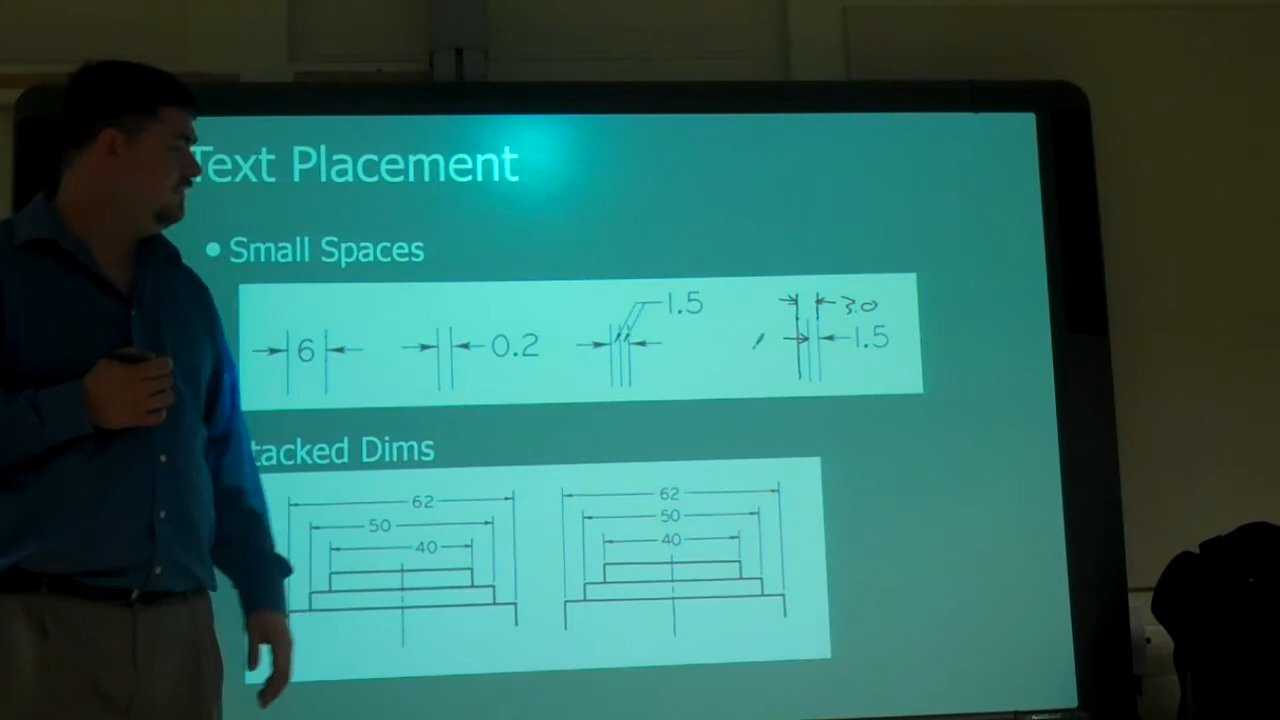 Text Placement
• Small Spaces
6 0.2 1.5 3.0
1.5
tacked Dims
62 62
50 50
40 40